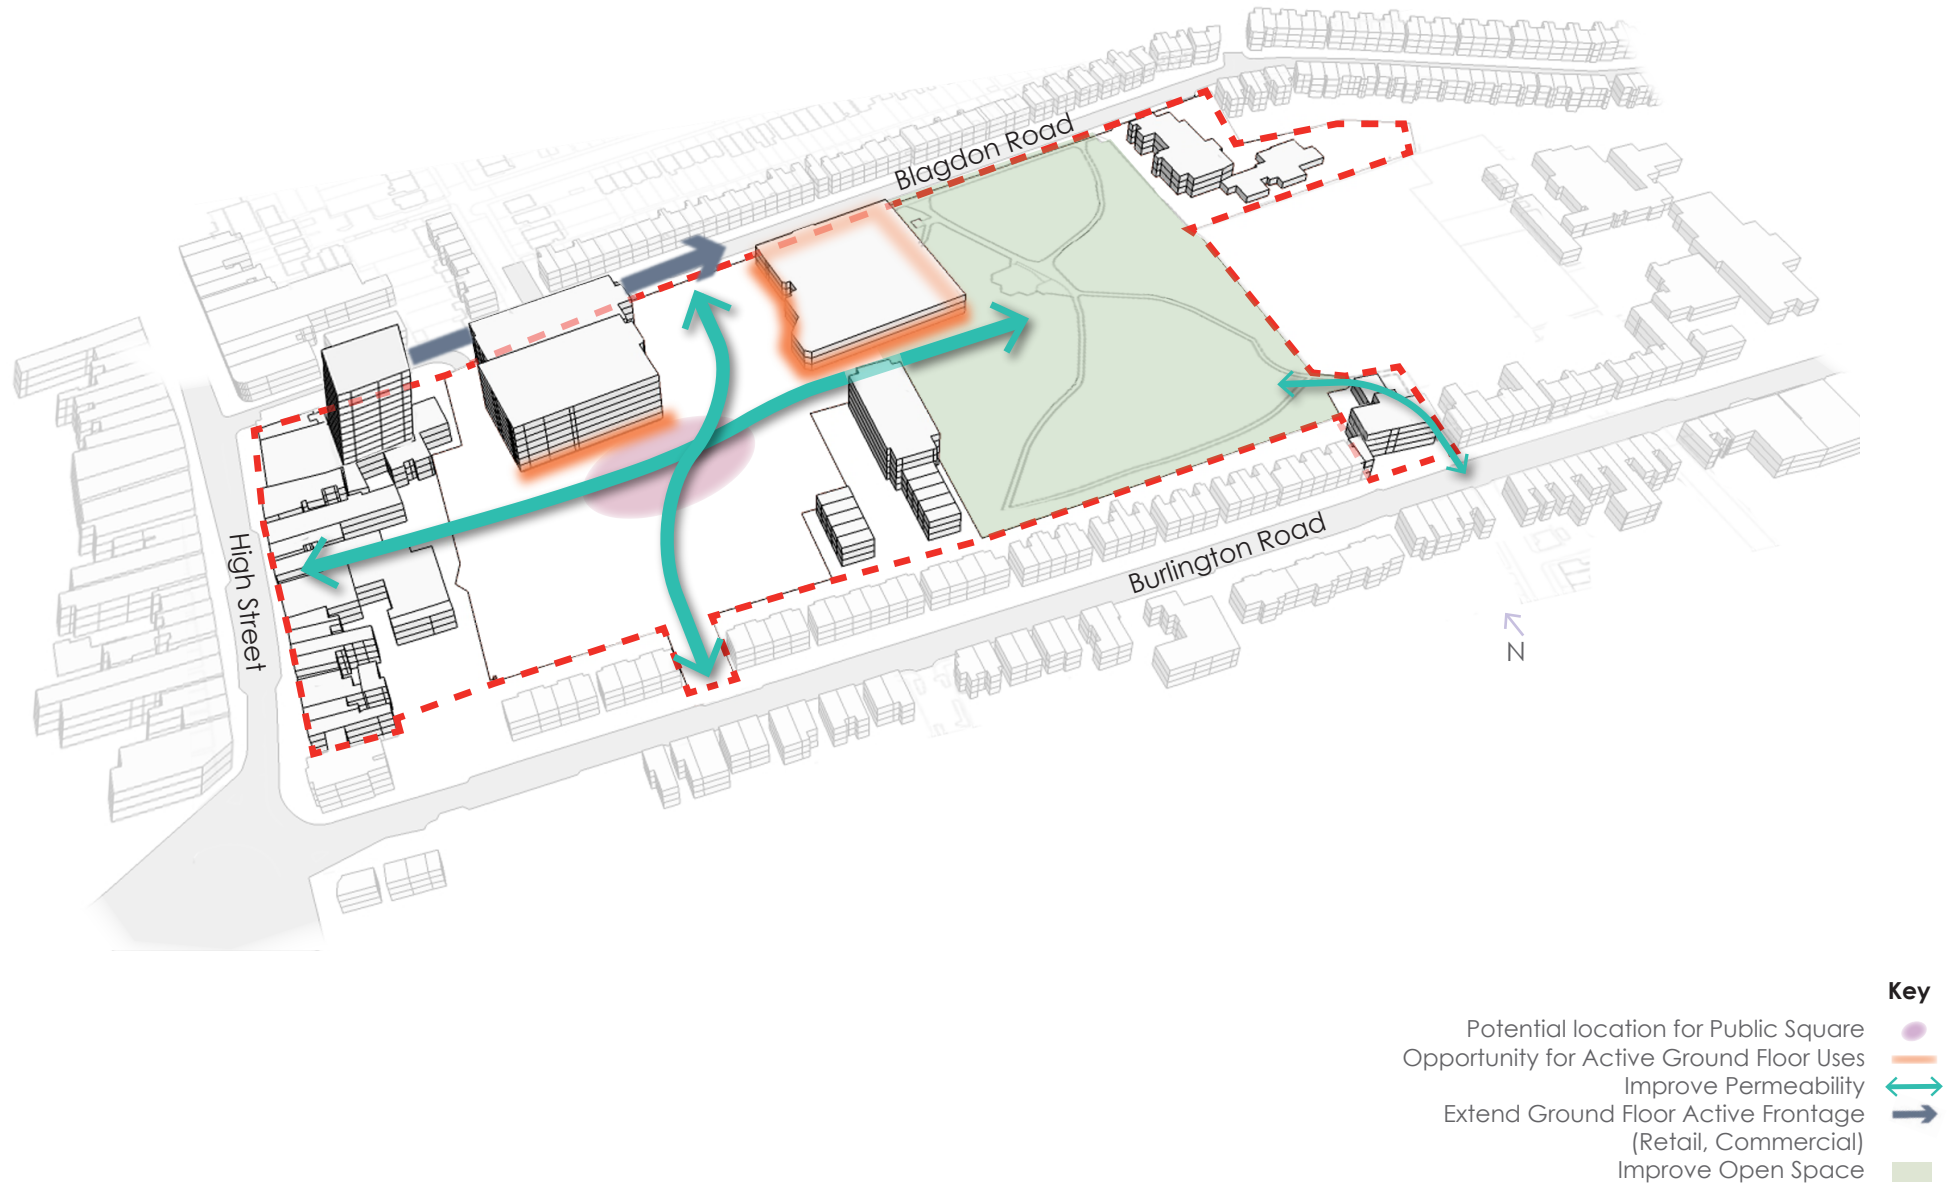 Blagdon Road
High Street
Burlington Road
N
Key
Potential location for Public Square
Opportunity for Active Ground Floor Uses
Improve Permeability
Extend Ground Floor Active Frontage
(Retail, Commercial)
Improve Open Space